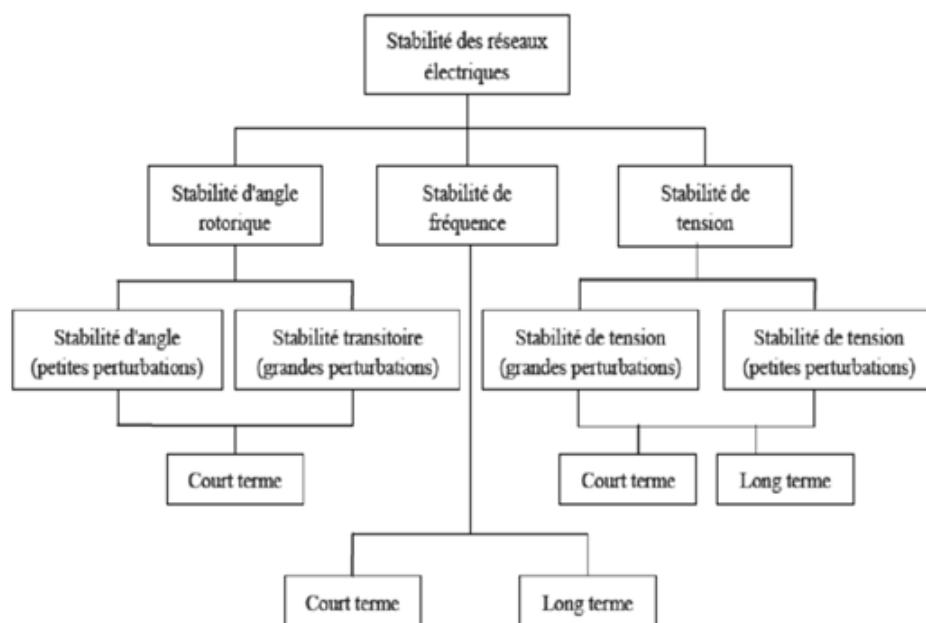 Stabilité des réseaux
électriques
Stabilité d'angle
rotorique
Stabilité de
fréquence
Stabilité de
tension
Stabilité d'angle
(petites perturbations)
Stabilité transitoire
(grandes perturbations)
Stabilité de tension
(grandes perturbations)
Stabilité de tension
(petites perturbations)
Court terme
Court terme
Long terme
Court terme
Long terme